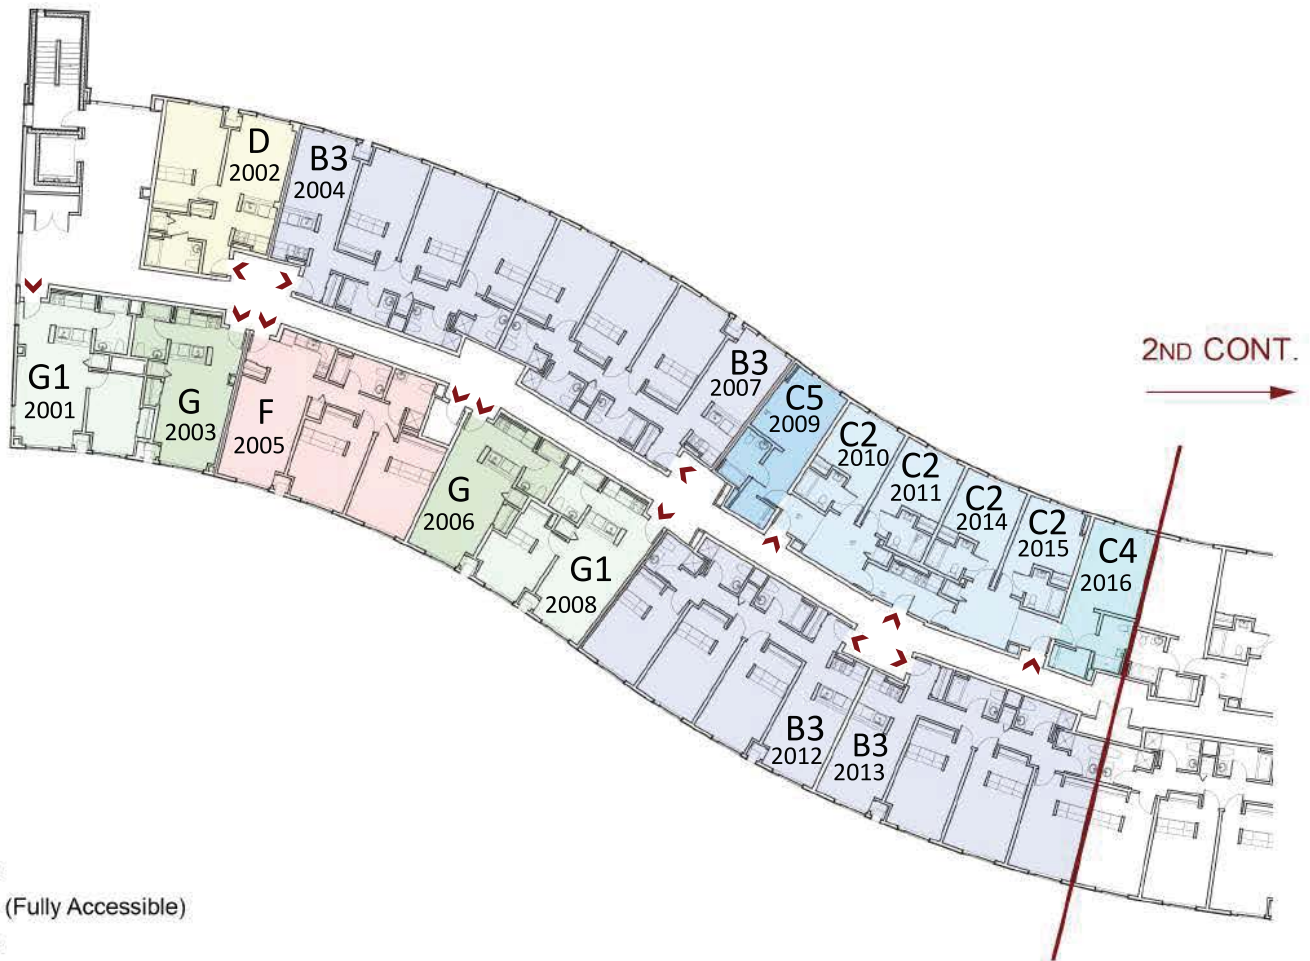 D
2002
B3
2004
2ND CONT.
G1
2001
G
2003
F
2005
B3
2007
C5
2009
C2
2010
C2
2011
C2
2014
C2
2015
C4
2016
G
2006
G1
2008
B3
2012
B3
2013
(Fully Accessible)